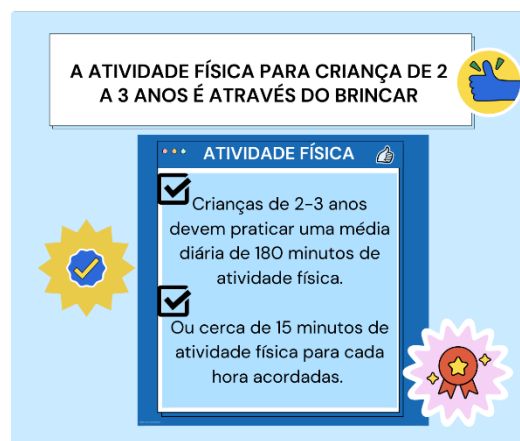 A ATIVIDADE FÍSICA PARA CRIANÇA DE 2
A 3 ANOS É ATRAVÉS DO BRINCAR
ATIVIDADE FÍSICA
Crianças de 2-3 anos
devem praticar uma média
diária de 180 minutos de
atividade física.
Ou cerca de 15 minutos de
atividade física para cada
hora acordadas.